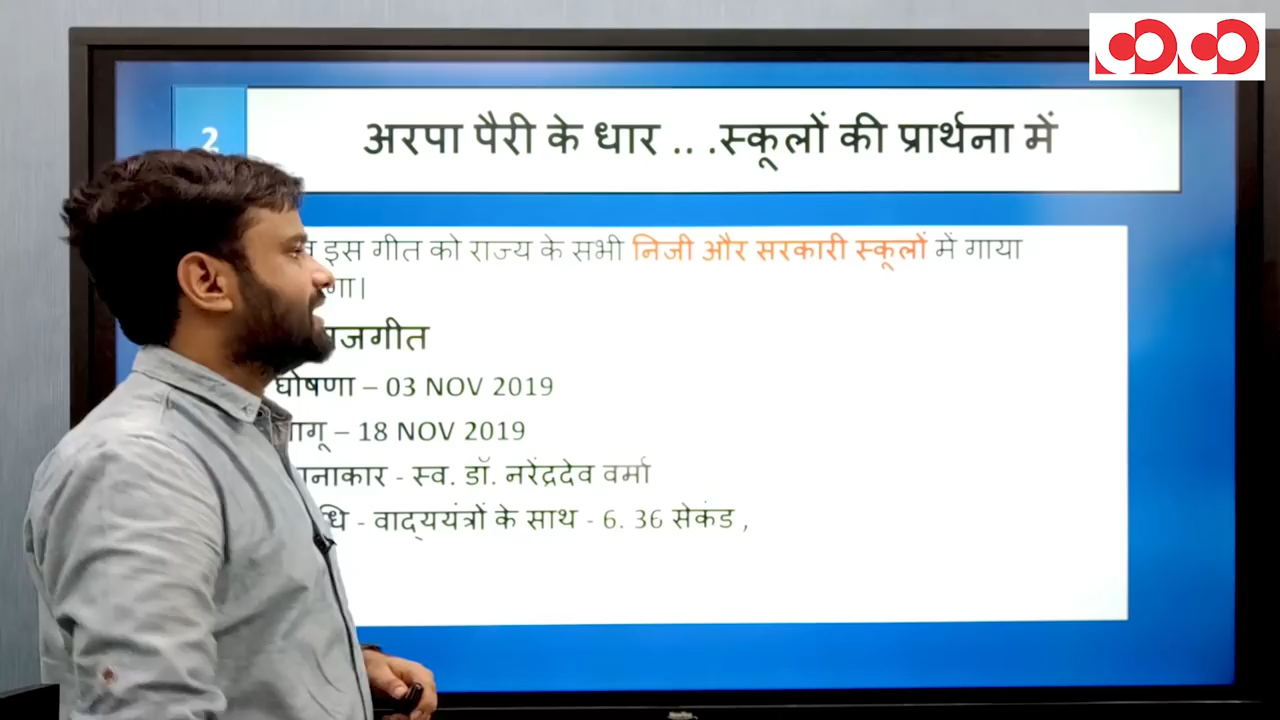 2
अरपा पैरी के धार .. .स्कूलों की प्रार्थना में
इस गीत को राज्य के सभी निजी और सरकारी स्कूलों में गाया
घोषणा – 03 NOV 2019
– 18 NOV 2019
- स्व. डॉ. नरेंद्रदेव वर्मा
- वाद्ययंत्रों के साथ - 6. 36 सेकंड ,